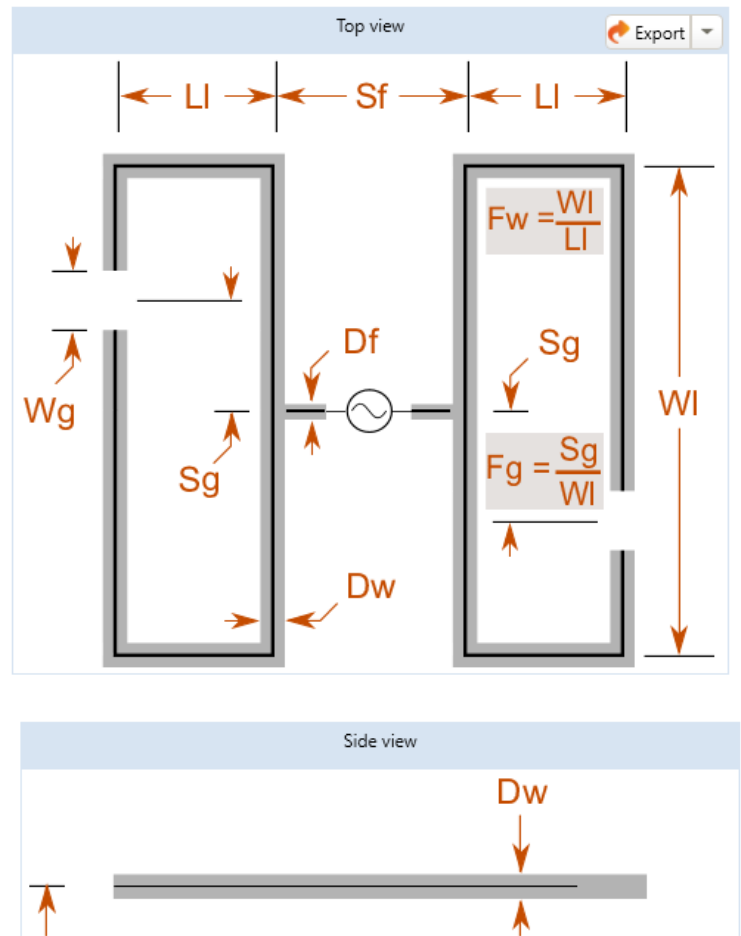 Top view
Export
Ll
Sf
Ll
Fw = Wl
Ll
Df
Sg
Wg
Wl
Sg
Fg = Sg
Wl
Dw
Side view
Dw